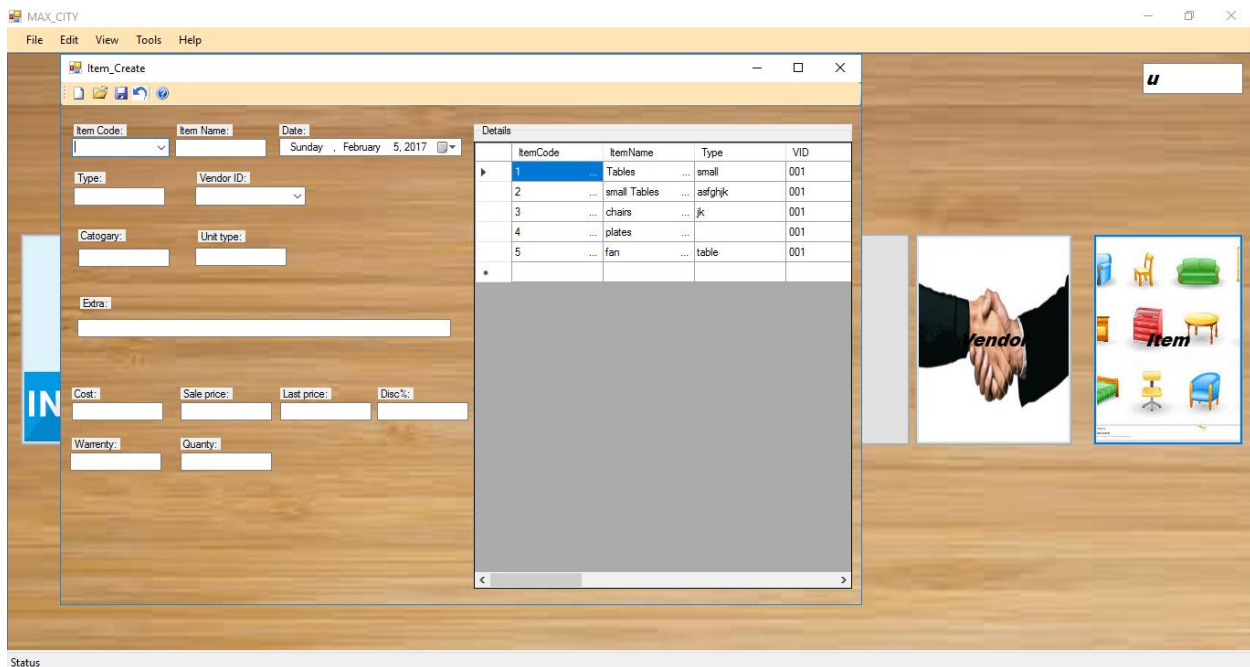 MAX_CITY
File Edit View Tools Help
Item_Create
u
Item Code: Item Name: Date:
Sunday , February 5, 2017
Type: Vendor ID:
Catogary: Unit type:
Extra:
Cost: Sale price: Last price: Disc%:
Warrenty: Quanty:
Details
ItemCode ItemName Type VID
1 ... Tables ... small 001
2 ... small Tables ... asfghjk 001
3 ... chairs ... jk 001
4 ... plates ... 001
5 ... fan ... table 001
IN
Vendor
Item
Status